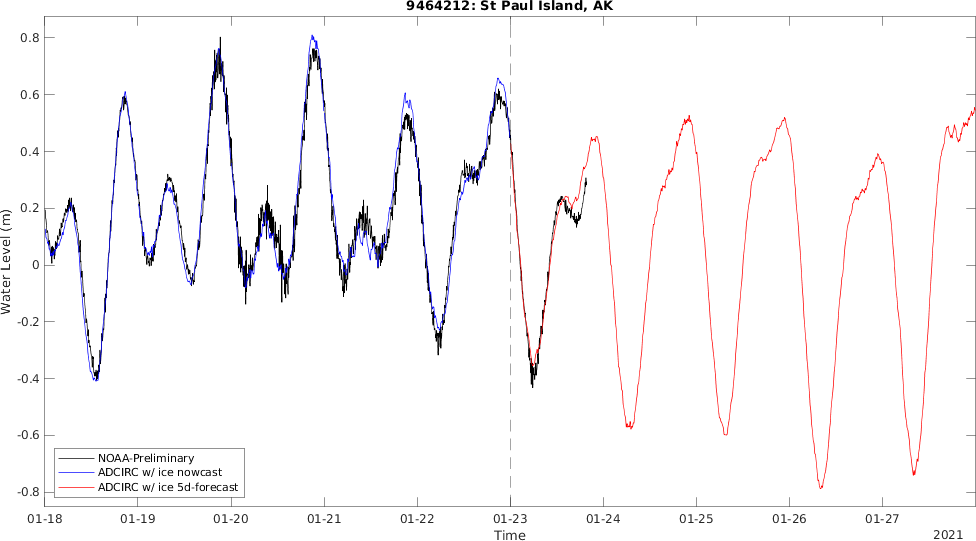 9464212: St Paul Island, AK
0.8
0.6
0.4
0.2
0
-0.2
-0.4
-0.6
-0.8
Water Level (m)
NOAA-Preliminary
ADCIRC w/ ice nowcast
ADCIRC w/ ice 5d-forecast
01-18 01-19 01-20 01-21 01-22 01-23 01-24 01-25 01-26 01-27
Time
2021